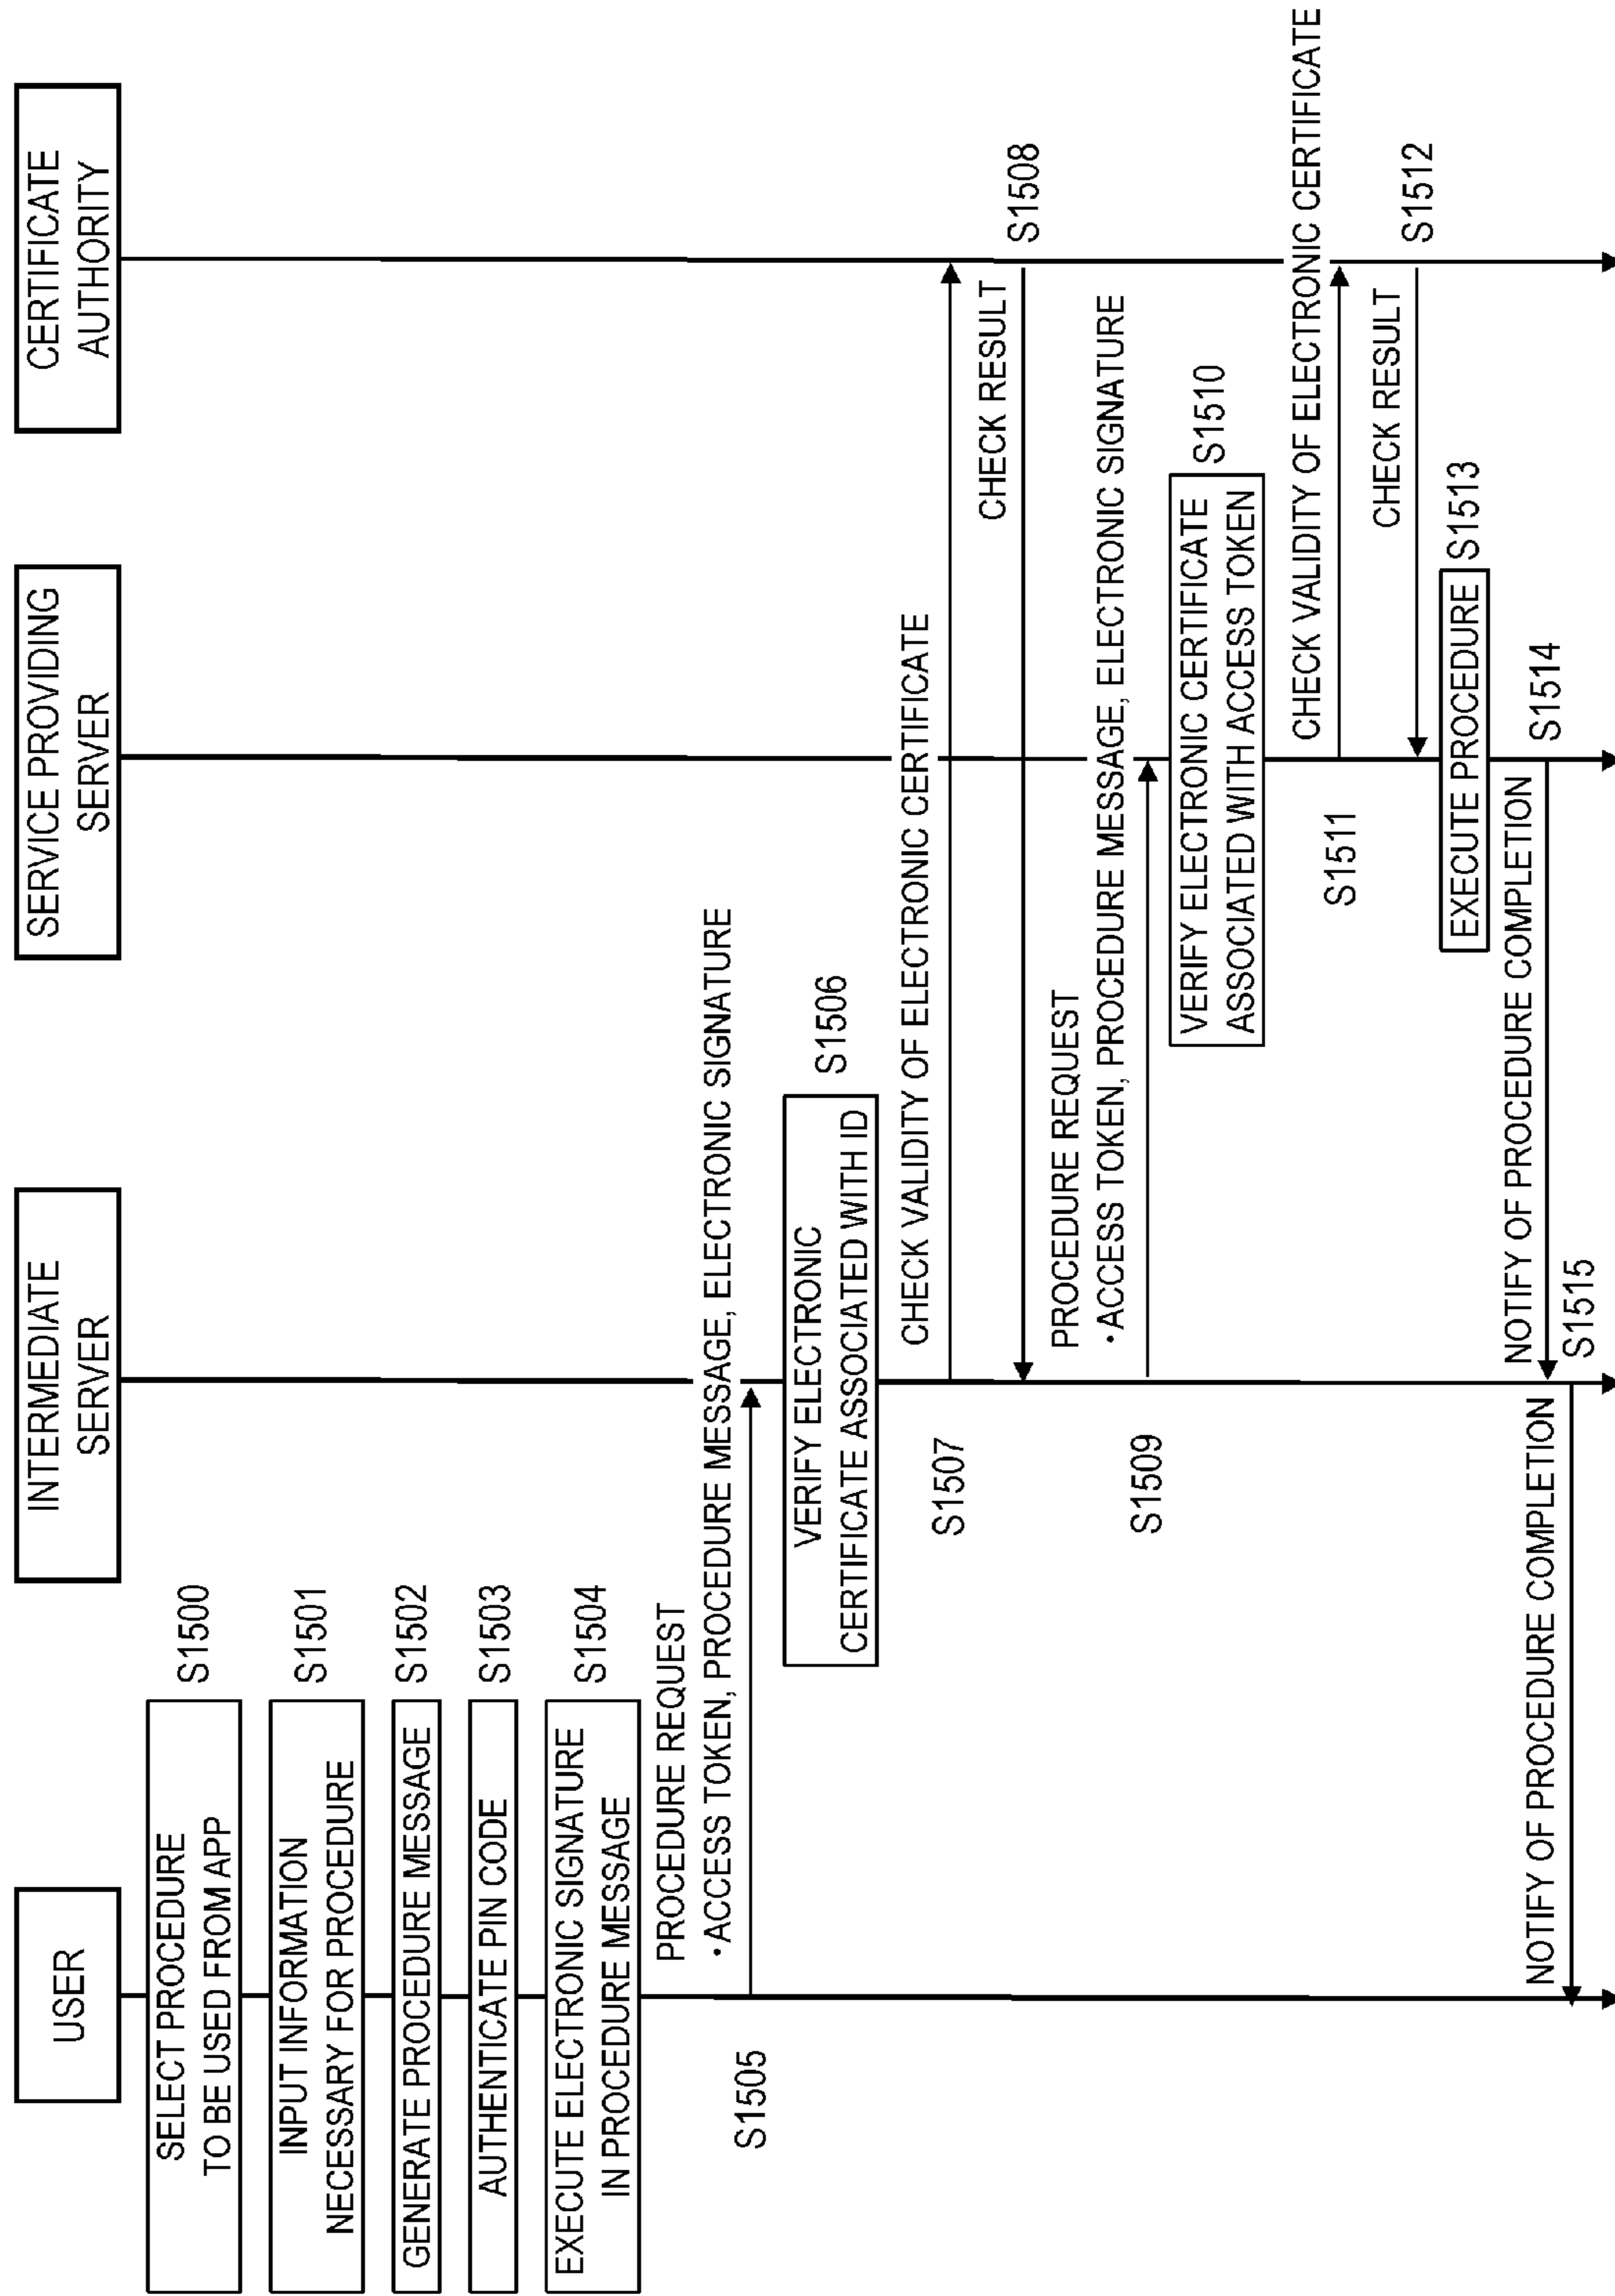 USER
INTERMEDIATE
SERVER
SERVICE PROVIDING
SERVER
CERTIFICATE
AUTHORITY
SELECT PROCEDURE
TO BE USED FROM APP
S1500
INPUT INFORMATION
NECESSARY FOR PROCEDURE
S1501
GENERATE PROCEDURE MESSAGE
S1502
AUTHENTICATE PIN CODE
S1503
EXECUTE ELECTRONIC SIGNATURE
IN PROCEDURE MESSAGE
S1504
PROCEDURE REQUEST
・ACCESS TOKEN, PROCEDURE MESSAGE, ELECTRONIC SIGNATURE
S1505
VERIFY ELECTRONIC
CERTIFICATE ASSOCIATED WITH ID
S1506
CHECK VALIDITY OF ELECTRONIC CERTIFICATE
S1507
CHECK RESULT
S1508
PROCEDURE REQUEST
・ACCESS TOKEN, PROCEDURE MESSAGE, ELECTRONIC SIGNATURE
S1509
VERIFY ELECTRONIC CERTIFICATE
ASSOCIATED WITH ACCESS TOKEN
S1510
CHECK VALIDITY OF ELECTRONIC CERTIFICATE
S1511
CHECK RESULT
S1512
EXECUTE PROCEDURE
S1513
NOTIFY OF PROCEDURE COMPLETION
S1514
NOTIFY OF PROCEDURE COMPLETION
S1515